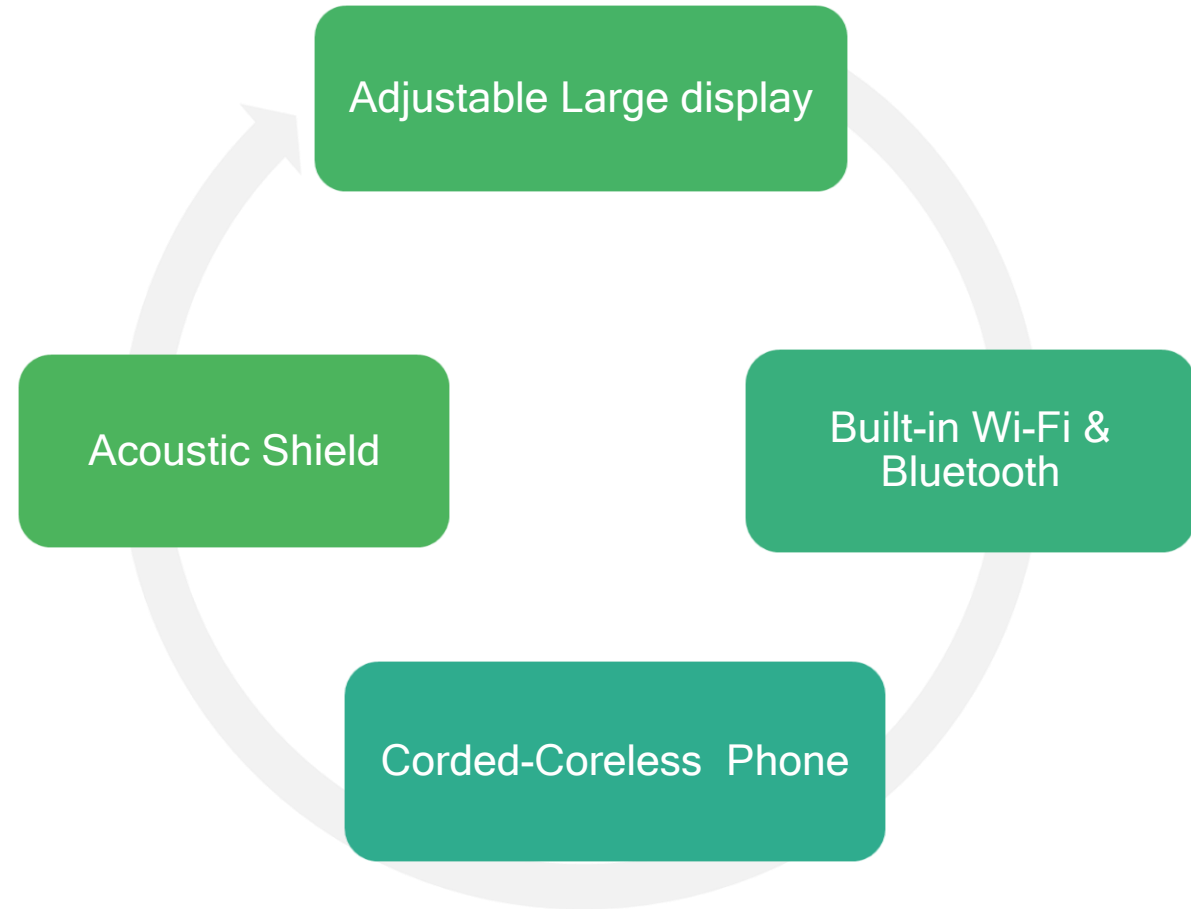 Adjustable Large display
Built-in Wi-Fi &
Bluetooth
Corded-Coreless  Phone
Acoustic Shield